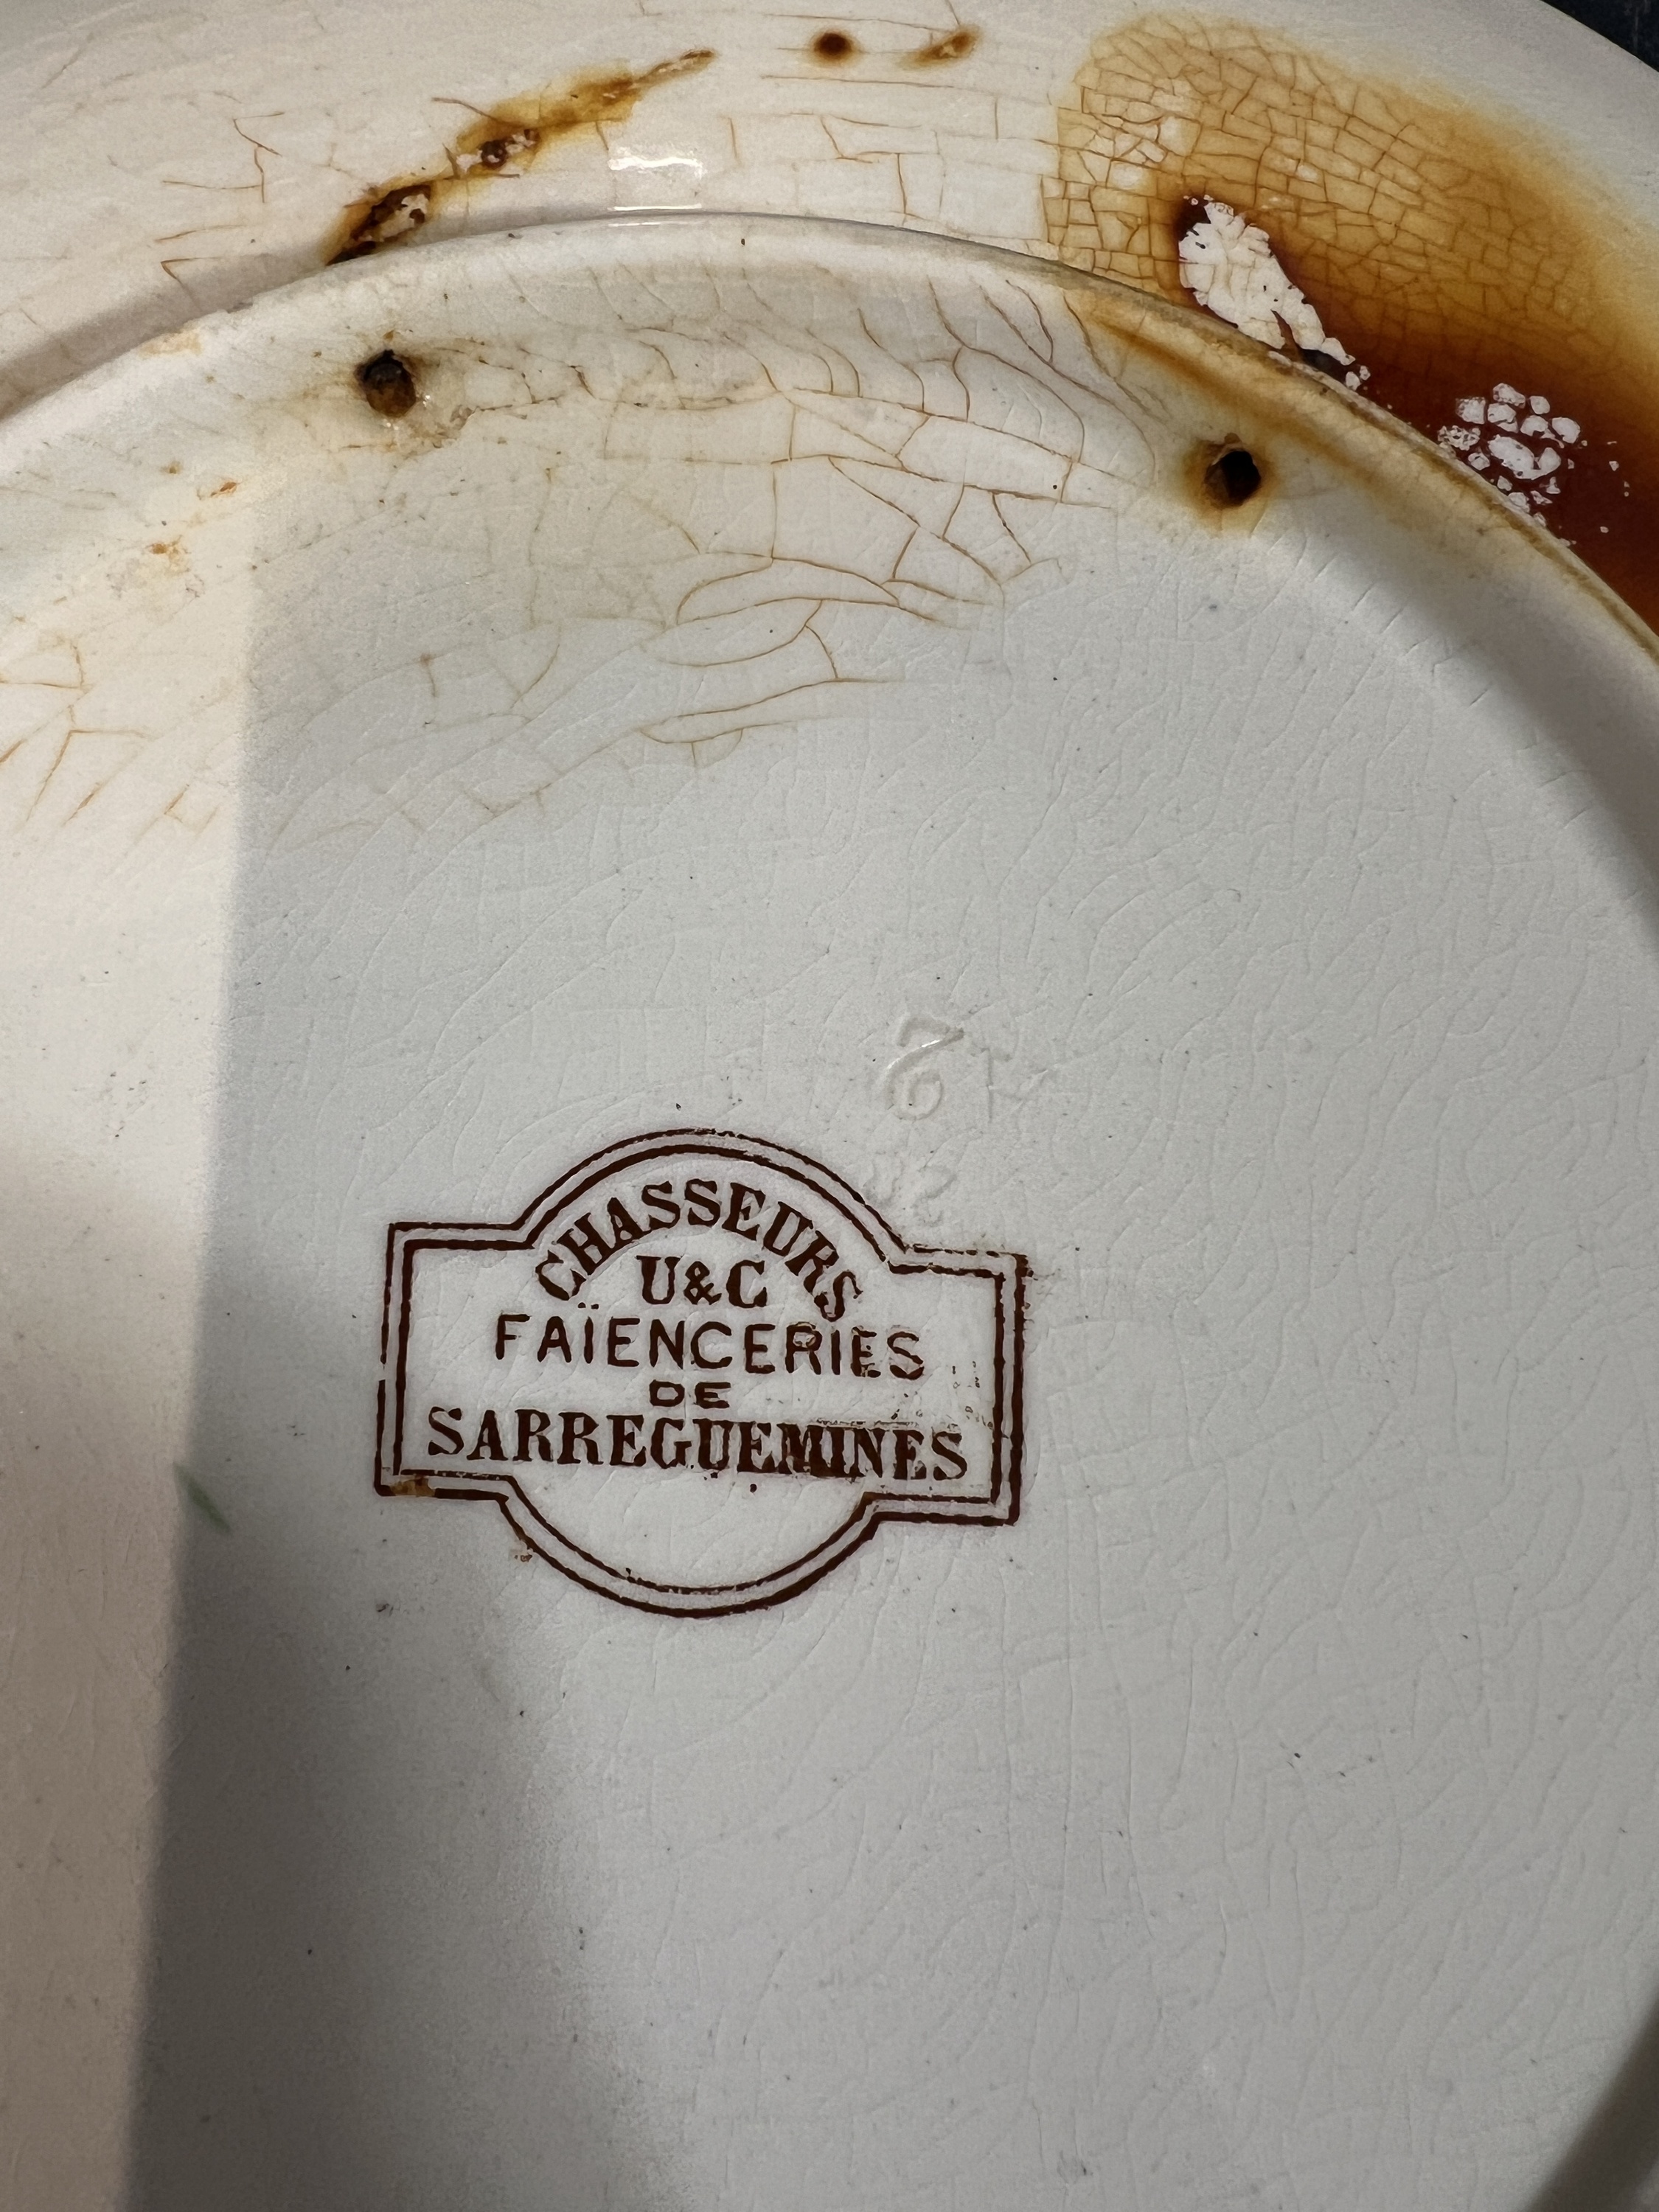 CHASSEURS
U&C
FAÏENCERIES
DE
SARREGUEMINES